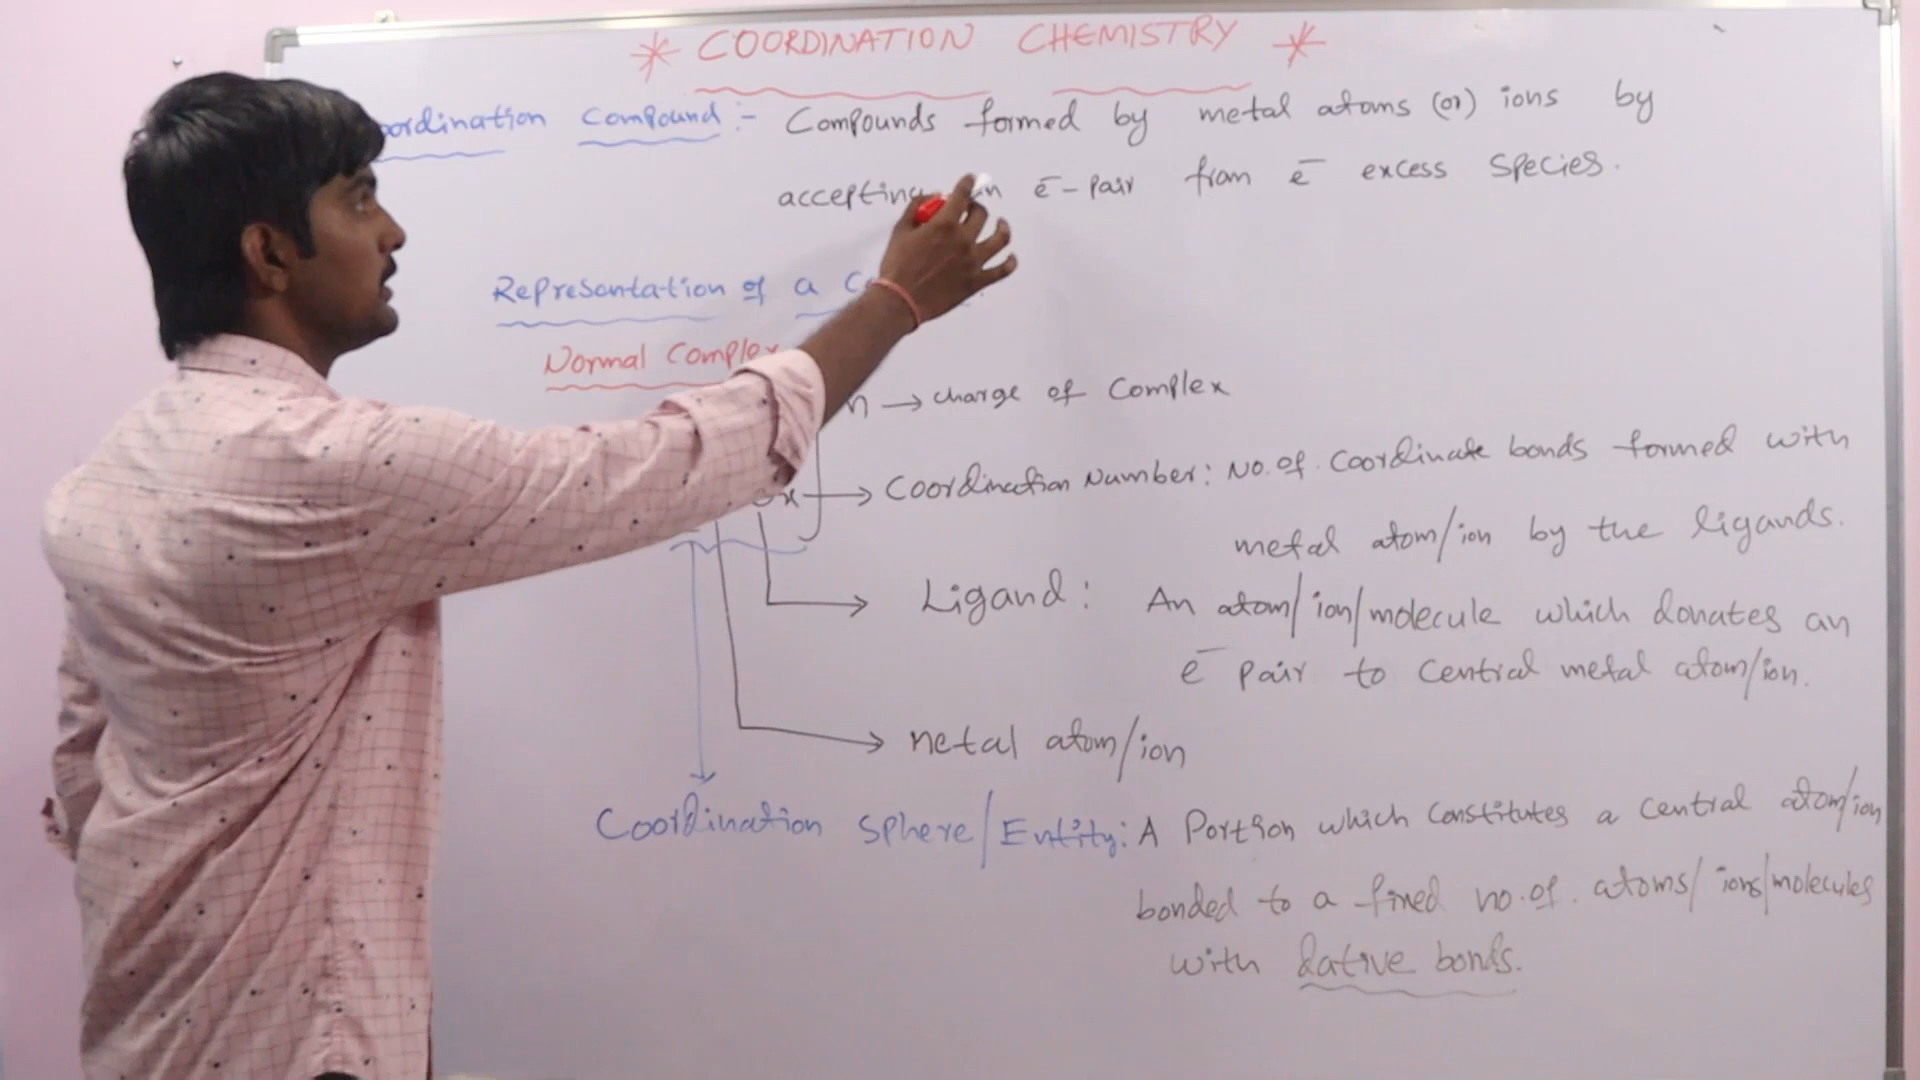 * COORDINATION CHEMISTRY *
oordination Compound :- Compounds formed by metal atoms (or) ions by
accepting an e⁻-pair from e⁻ excess species.
Representation of a C
Normal Complex
n → charge of Complex
x → Coordination Number: No. of. Coordinate bonds formed with
metal atom/ion by the ligands.
Ligand: An atom/ion/molecule which donates an
e⁻ pair to central metal atom/ion.
metal atom/ion
Coordination sphere/Entity: A Portion which constitutes a central atom/ion
bonded to a fixed no. of. atoms/ions/molecules
with dative bonds.